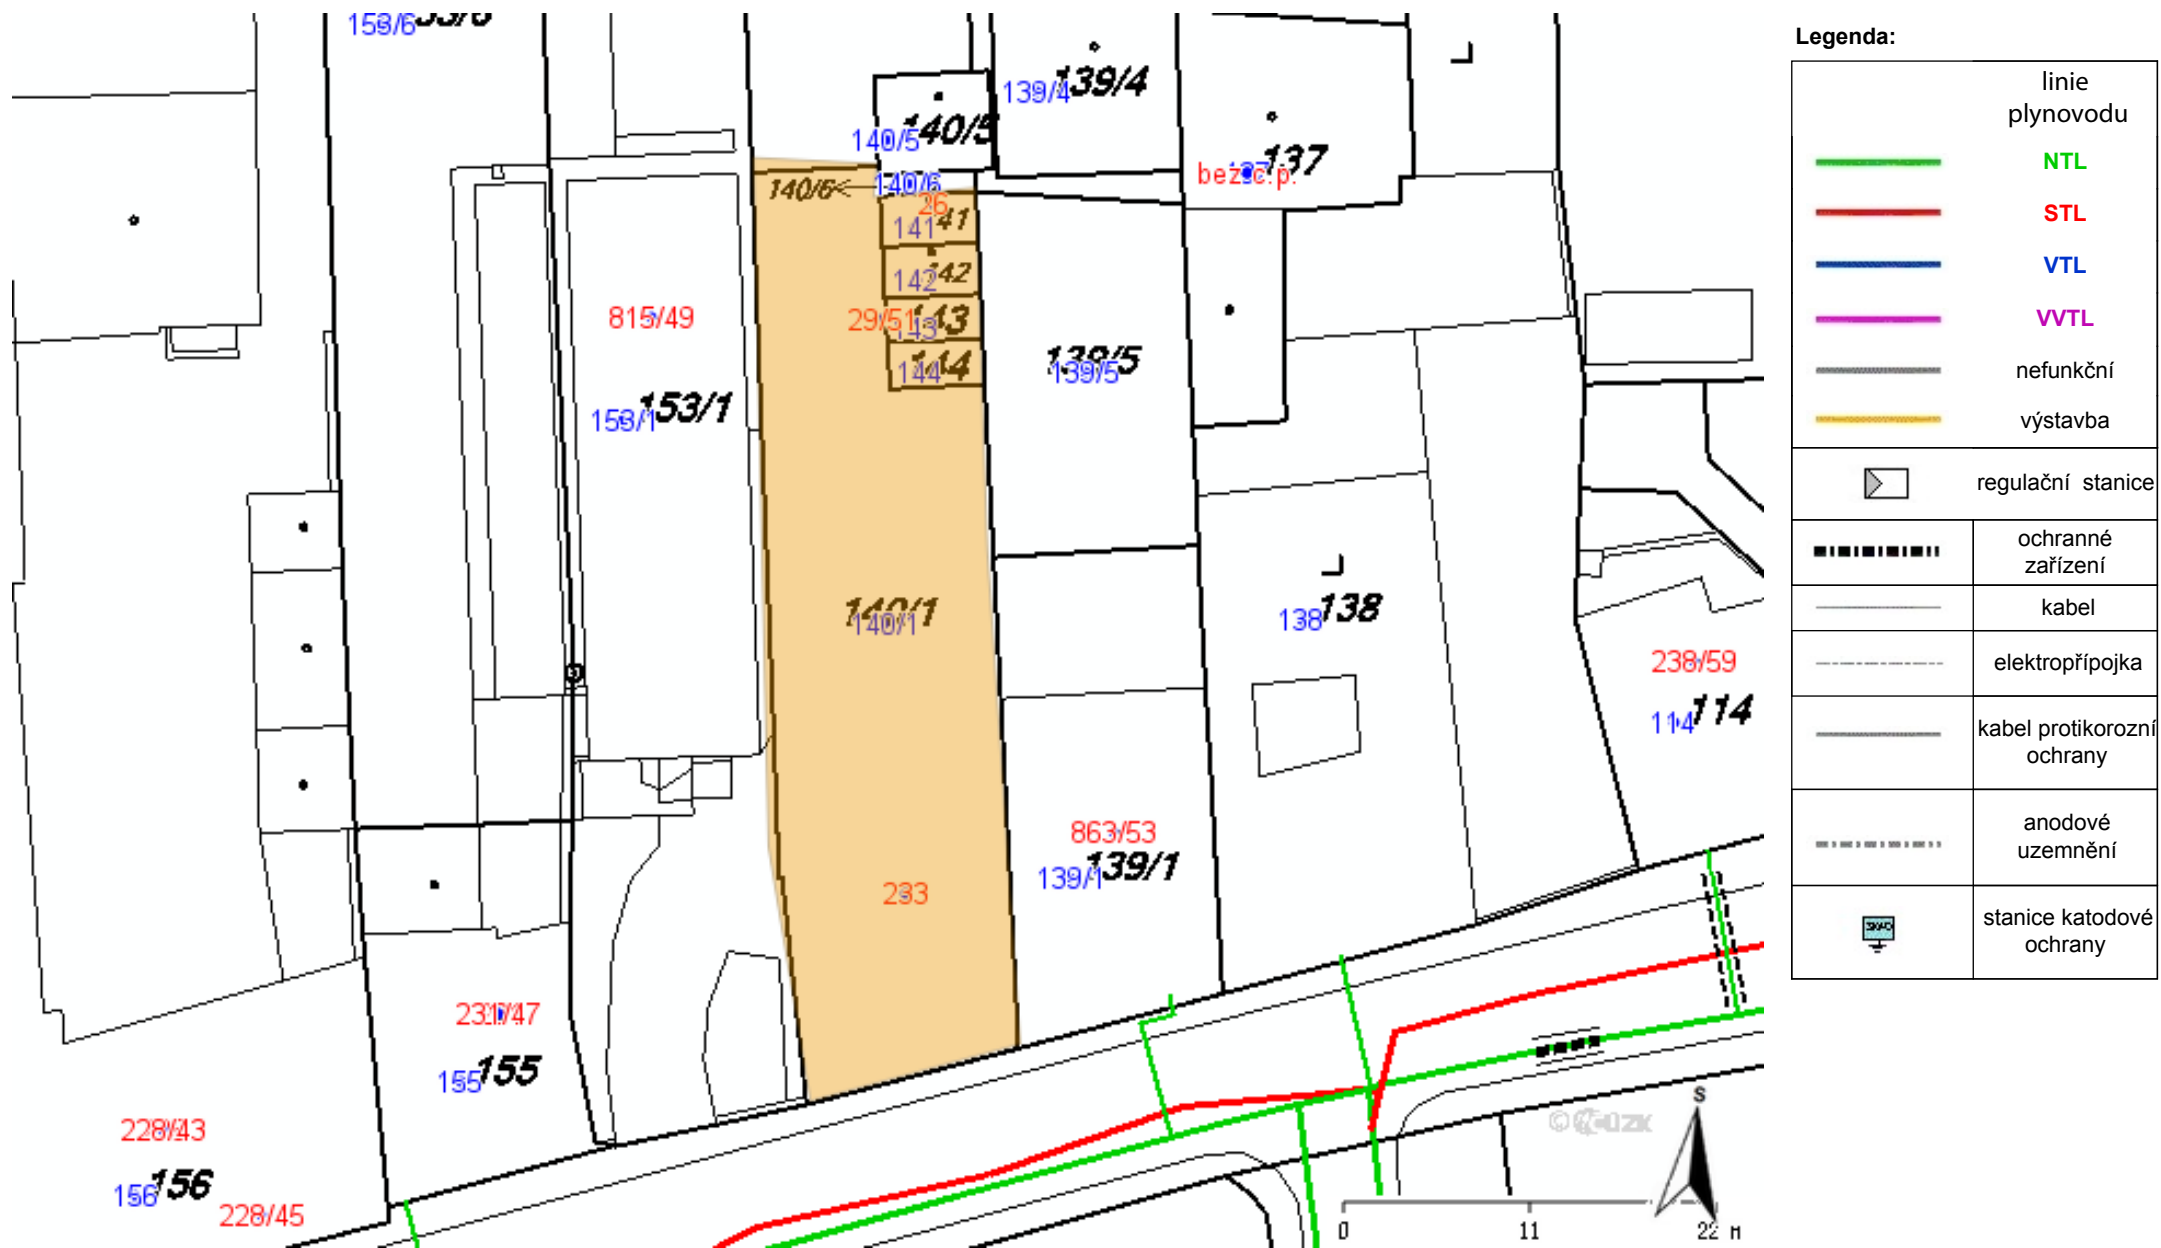 153/6
139/4 139/4
140/5 140/5
137
bez č.p.
140/6< 140/6
26
141 141
142 142
815/49
29/51 143
143
144 144
139/5
139/5
153/1 153/1
140/1
140/1
138 138
238/59
114 114
863/53
139/1 139/1
233
231/47
155 155
228/43
156 156
228/45
S
0 11 22 m
Legenda:
linie
plynovodu
NTL
STL
VTL
VVTL
nefunkční
výstavba
regulační stanice
ochranné
zařízení
kabel
elektropřípojka
kabel protikorozní
ochrany
anodové
uzemnění
SKAO
stanice katodové
ochrany